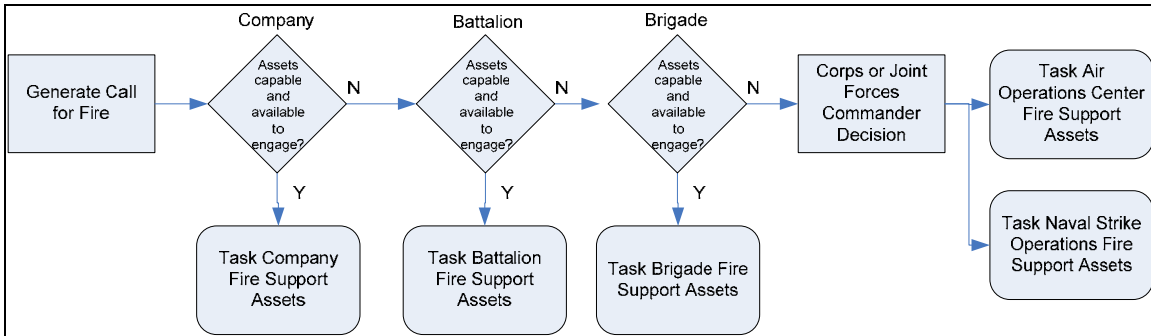 Company
Battalion
Brigade
Generate Call
for Fire
Assets
capable
and
available
to
engage?
N
Assets
capable
and
available
to
engage?
N
Assets
capable
and
available
to
engage?
N
Corps or Joint
Forces
Commander
Decision
Task Air
Operations Center
Fire Support
Assets
Y
Y
Y
Task Company
Fire Support
Assets
Task Battalion
Fire Support
Assets
Task Brigade Fire
Support Assets
Task Naval Strike
Operations Fire
Support Assets